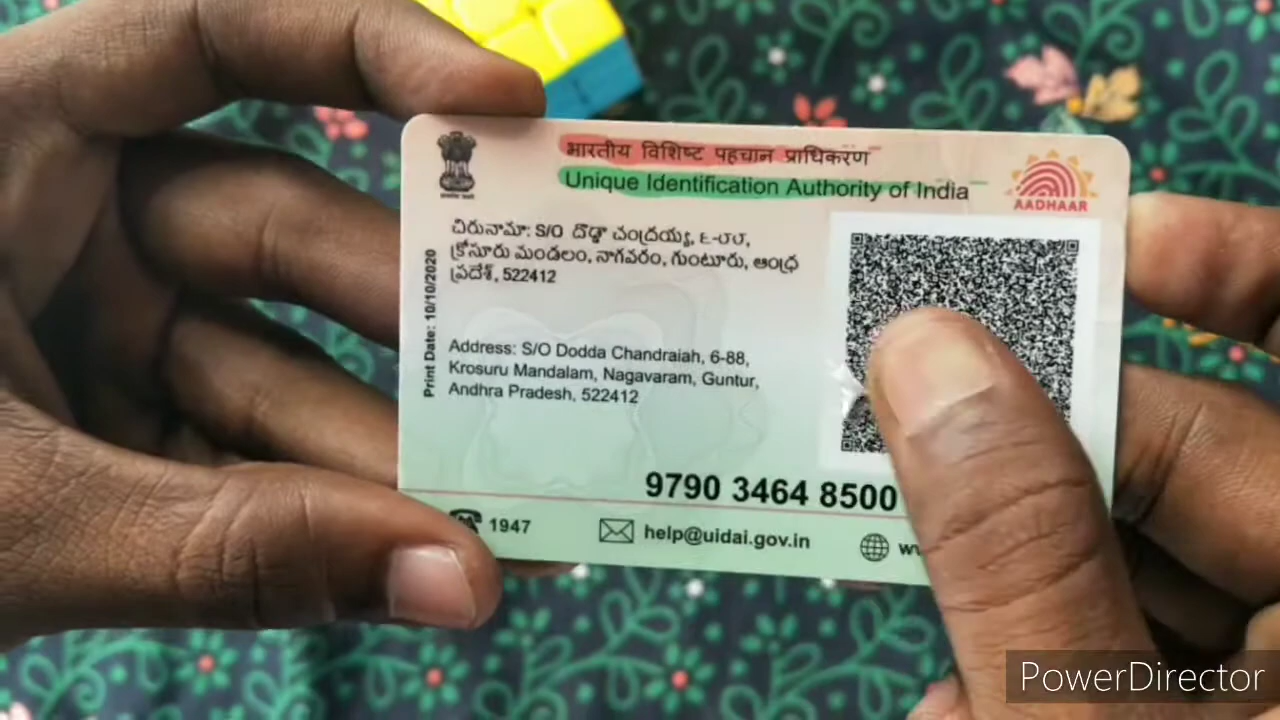 भारतीय विशिष्ट पहचान प्राधिकरण
Unique Identification Authority of India
AADHAAR
చిరునామా: S/O దొడ్డా చంద్రయ్య, ౬-౮౮,
క్రోసూరు మండలం, నాగవరం, గుంటూరు, ఆంధ్ర
ప్రదేశ్, 522412
Print Date: 10/10/2020
Address: S/O Dodda Chandraiah, 6-88,
Krosuru Mandalam, Nagavaram, Guntur,
Andhra Pradesh, 522412
9790 3464 8500
1947 help@uidai.gov.in
PowerDirector